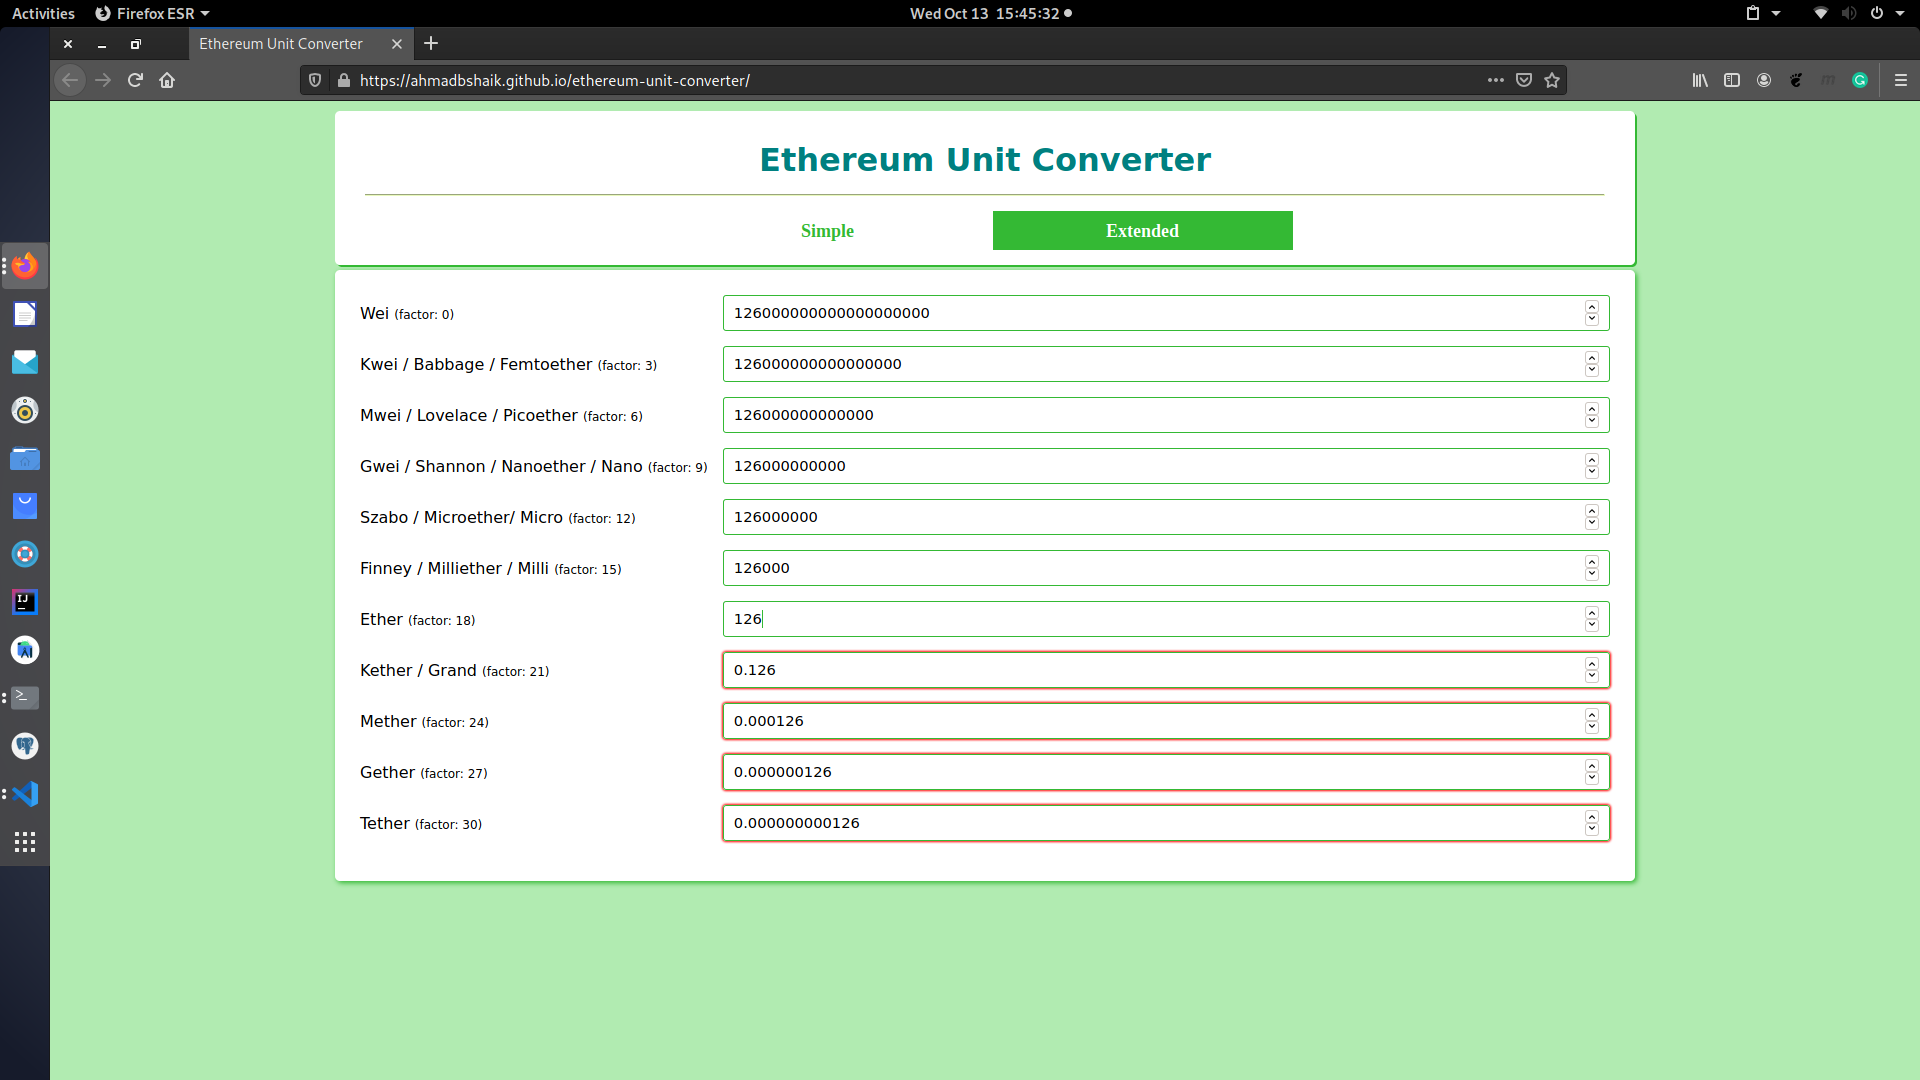 Activities Firefox ESR Wed Oct 13 15:45:32
Ethereum Unit Converter
https://ahmadbshaik.github.io/ethereum-unit-converter/
Ethereum Unit Converter
Simple Extended
Wei (factor: 0) 126000000000000000000
Kwei / Babbage / Femtoether (factor: 3) 126000000000000000
Mwei / Lovelace / Picoether (factor: 6) 126000000000000
Gwei / Shannon / Nanoether / Nano (factor: 9) 126000000000
Szabo / Microether/ Micro (factor: 12) 126000000
Finney / Milliether / Milli (factor: 15) 126000
Ether (factor: 18) 126
Kether / Grand (factor: 21) 0.126
Mether (factor: 24) 0.000126
Gether (factor: 27) 0.000000126
Tether (factor: 30) 0.000000000126
IJ